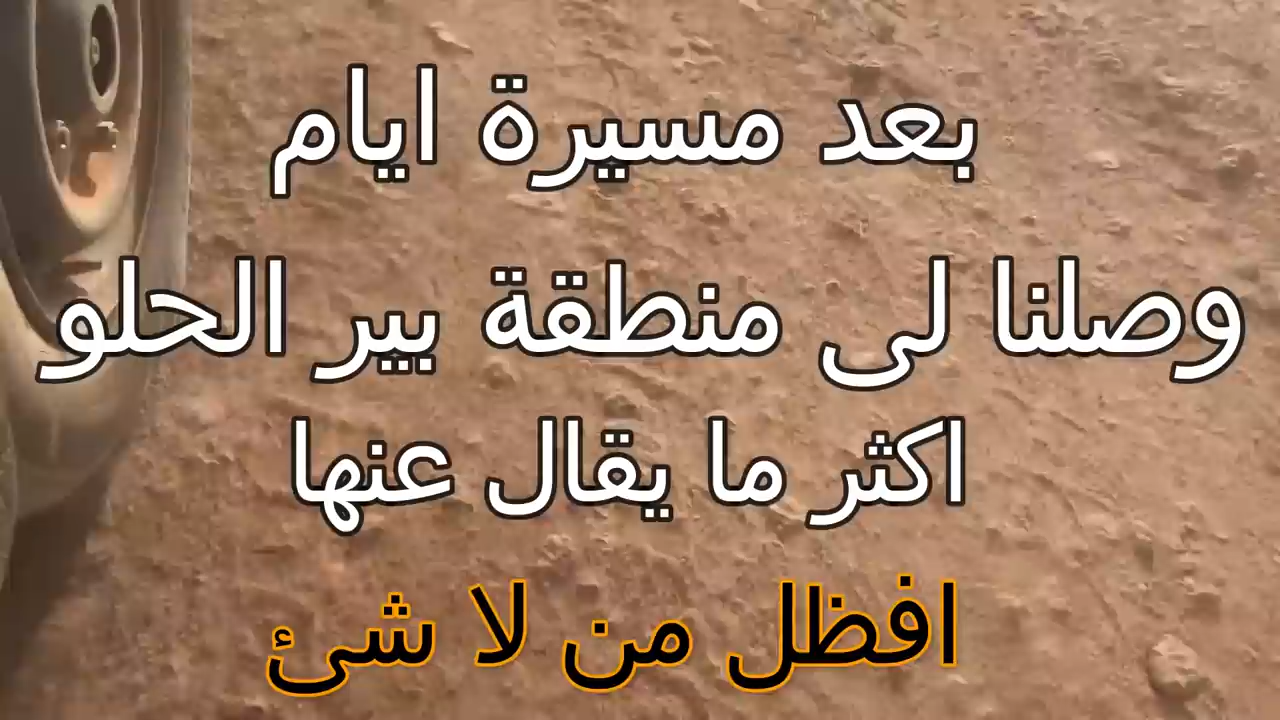 بعد مسيرة ايام
وصلنا لى منطقة بير الحلو
اكثر ما يقال عنها
افظل من لا شئ